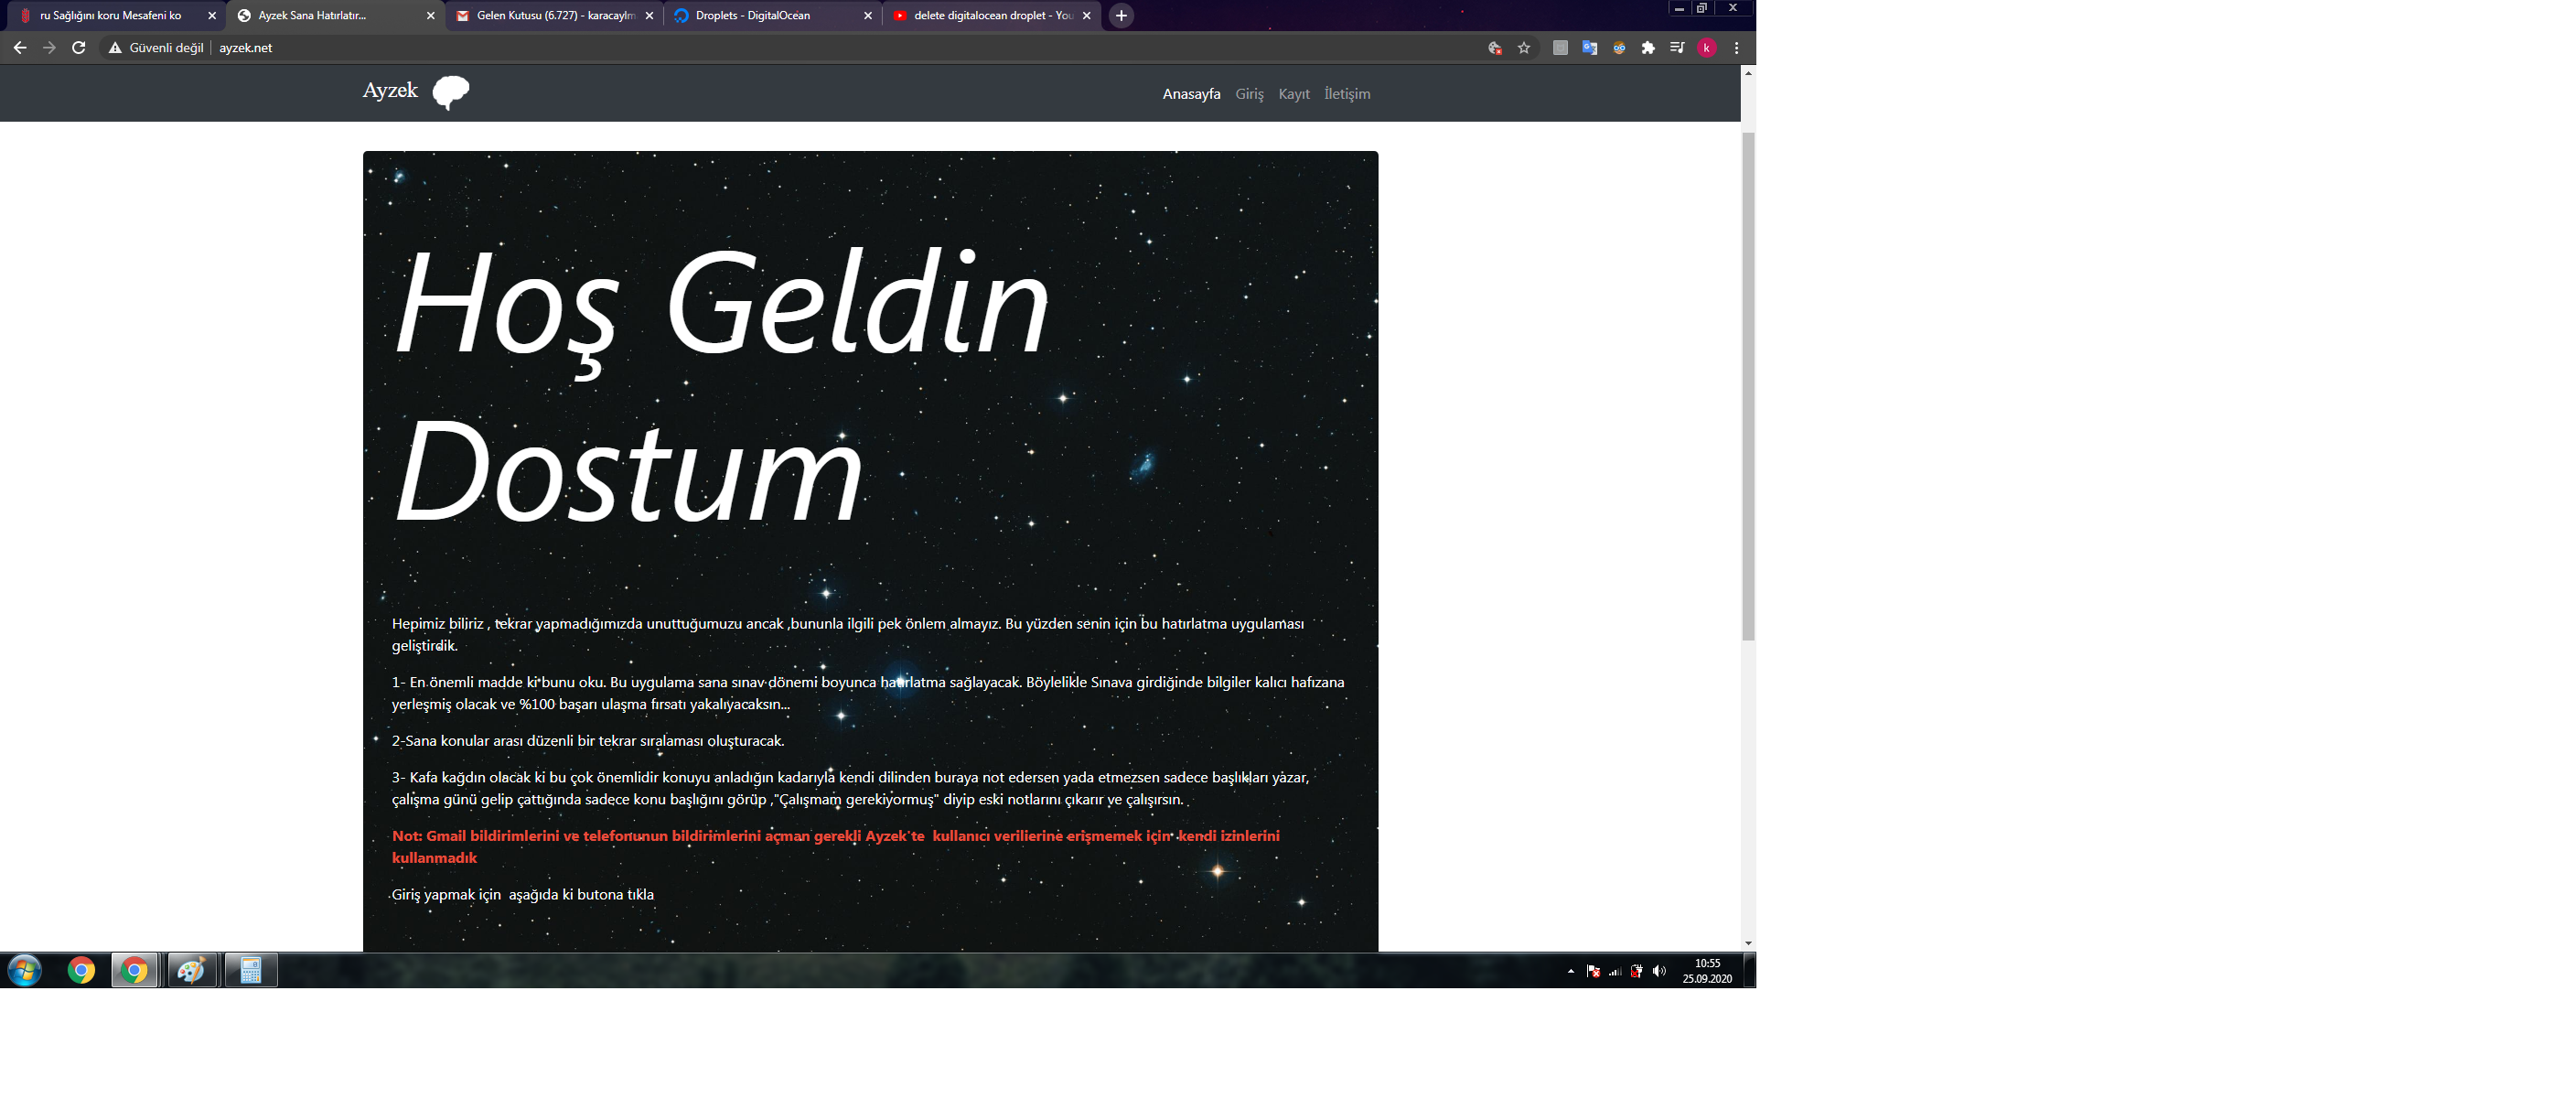 ru Sağlığını koru Mesafeni ko
Ayzek Sana Hatırlatır...
Gelen Kutusu (6.727) - karacaylm
Droplets - DigitalOcean
delete digitalocean droplet - You
Güvenli değil
ayzek.net
k
Ayzek
Anasayfa Giriş Kayıt İletişim
Hoş Geldin
Dostum
Hepimiz biliriz , tekrar yapmadığımızda unuttuğumuzu ancak ,bununla ilgili pek önlem almayız. Bu yüzden senin için bu hatırlatma uygulaması
geliştirdik.
1- En önemli madde ki bunu oku. Bu uygulama sana sınav dönemi boyunca hatırlatma sağlayacak. Böylelikle Sınava girdiğinde bilgiler kalıcı hafızana
yerleşmiş olacak ve %100 başarı ulaşma fırsatı yakalıyacaksın...
2-Sana konular arası düzenli bir tekrar sıralaması oluşturacak.
3- Kafa kağdın olacak ki bu çok önemlidir konuyu anladığın kadarıyla kendi dilinden buraya not edersen yada etmezsen sadece başlıkları yazar,
çalışma günü gelip çattığında sadece konu başlığını görüp ,"Çalışmam gerekiyormuş" diyip eski notlarını çıkarır ve çalışırsın.
Not: Gmail bildirimlerini ve telefonunun bildirimlerini açman gerekli Ayzek'te kullanıcı verilierine erişmemek için kendi izinlerini
kullanmadık
Giriş yapmak için aşağıda ki butona tıkla
10:55
25.09.2020